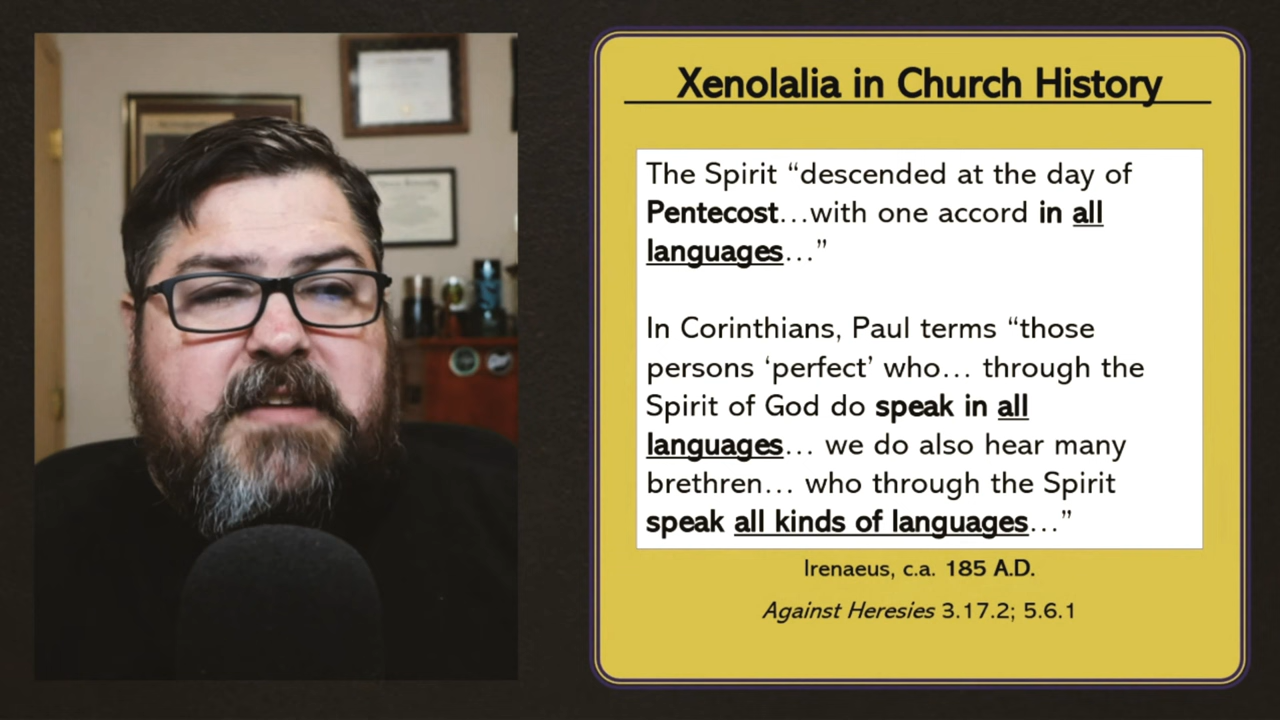 Xenolalia in Church History
The Spirit “descended at the day of
Pentecost…with one accord in all
languages…”
In Corinthians, Paul terms “those
persons ‘perfect’ who… through the
Spirit of God do speak in all
languages… we do also hear many
brethren… who through the Spirit
speak all kinds of languages…”
Irenaeus, c.a. 185 A.D.
Against Heresies 3.17.2; 5.6.1